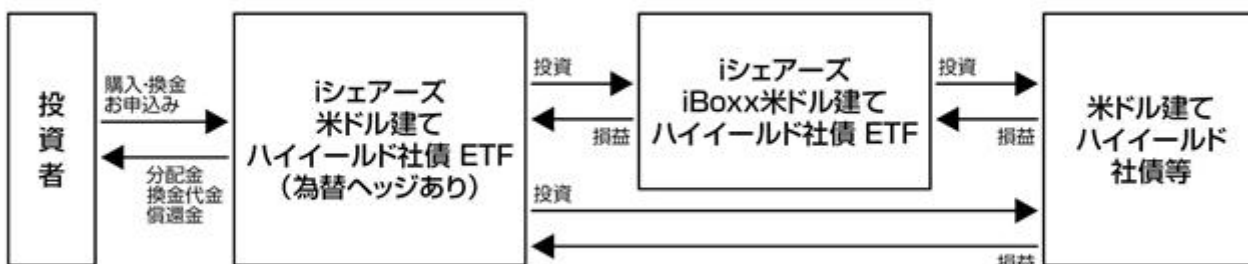 投資者
購入・換金
お申込み
分配金
換金代金
償還金
iシェアーズ
米ドル建て
ハイイールド社債 ETF
（為替ヘッジあり）
投資
損益
iシェアーズ
iBoxx米ドル建て
ハイイールド社債 ETF
投資
損益
米ドル建て
ハイイールド
社債等
投資
損益